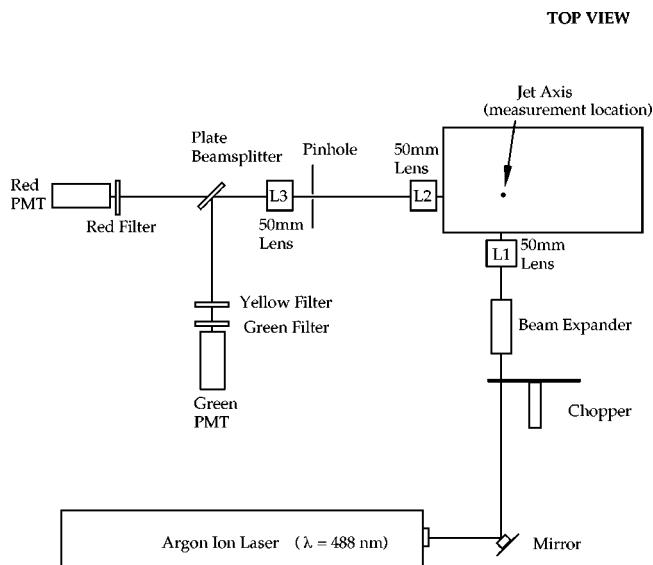 TOP VIEW
Jet Axis
(measurement location)
Plate
Beamsplitter
Pinhole
50mm
Lens
Red
PMT
L3
L2
Red Filter
50mm
Lens
L1
50mm
Lens
Yellow Filter
Green Filter
Beam Expander
Green
PMT
Chopper
Argon Ion Laser ( λ = 488 nm)
Mirror